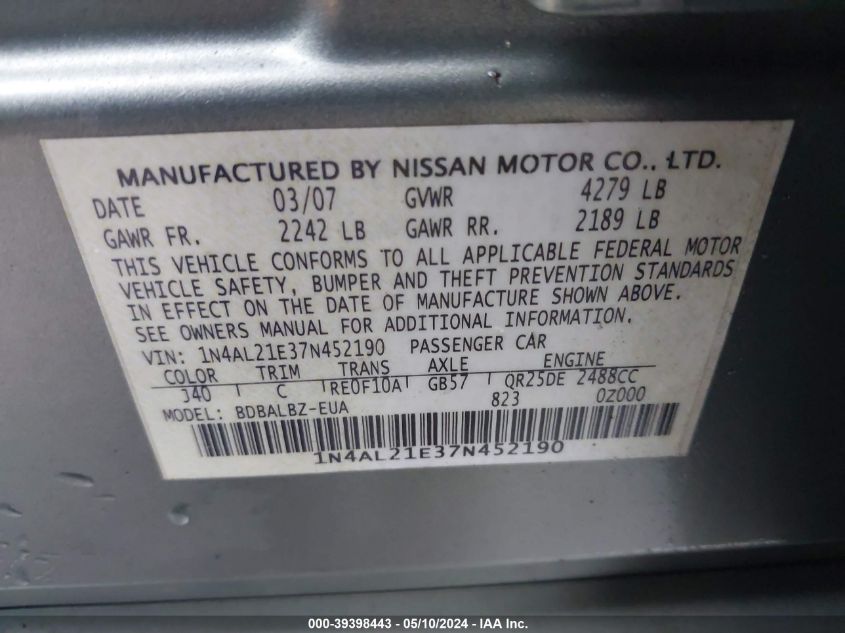 MANUFACTURED BY NISSAN MOTOR CO., LTD.
DATE 03/07 GVWR 4279 LB
GAWR FR. 2242 LB GAWR RR. 2189 LB
THIS VEHICLE CONFORMS TO ALL APPLICABLE FEDERAL MOTOR
VEHICLE SAFETY, BUMPER AND THEFT PREVENTION STANDARDS
IN EFFECT ON THE DATE OF MANUFACTURE SHOWN ABOVE.
SEE OWNERS MANUAL FOR ADDITIONAL INFORMATION.
VIN: 1N4AL21E37N452190 PASSENGER CAR
COLOR TRIM TRANS AXLE ENGINE
J40 C RE0F10A GB57 QR25DE 2488CC
MODEL: BDBALBZ-EUA 823 0Z000
1N4AL21E37N452190
000-39398443 - 05/10/2024 - IAA Inc.